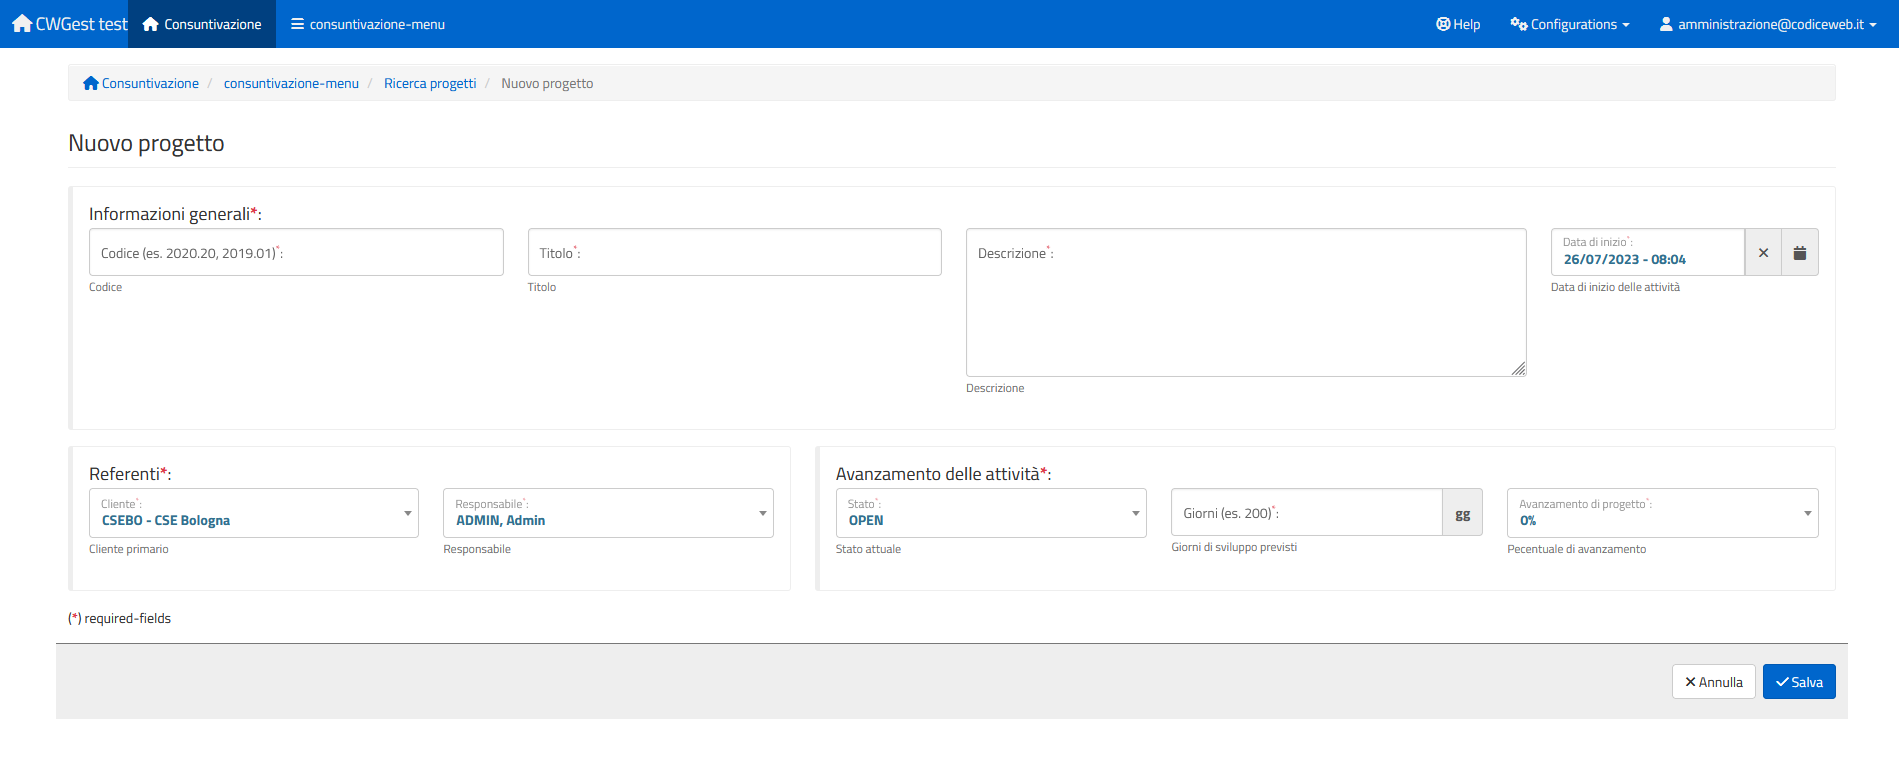 CWGest test Consuntivazione consuntivazione-menu Help Configurations amministrazione@codiceweb.it
Consuntivazione / consuntivazione-menu / Ricerca progetti / Nuovo progetto
Nuovo progetto
Informazioni generali*:
Codice (es. 2020.20, 2019.01)*:
Codice
Titolo*:
Titolo
Descrizione*:
Descrizione
Data di inizio*:
26/07/2023 - 08:04
Data di inizio delle attività
Referenti*:
Cliente*:
CSEBO - CSE Bologna
Cliente primario
Responsabile*:
ADMIN, Admin
Responsabile
Avanzamento delle attività*:
Stato*:
OPEN
Stato attuale
Giorni (es. 200)*:
gg
Giorni di sviluppo previsti
Avanzamento di progetto*:
0%
Pecentuale di avanzamento
(*) required-fields
Annulla
Salva